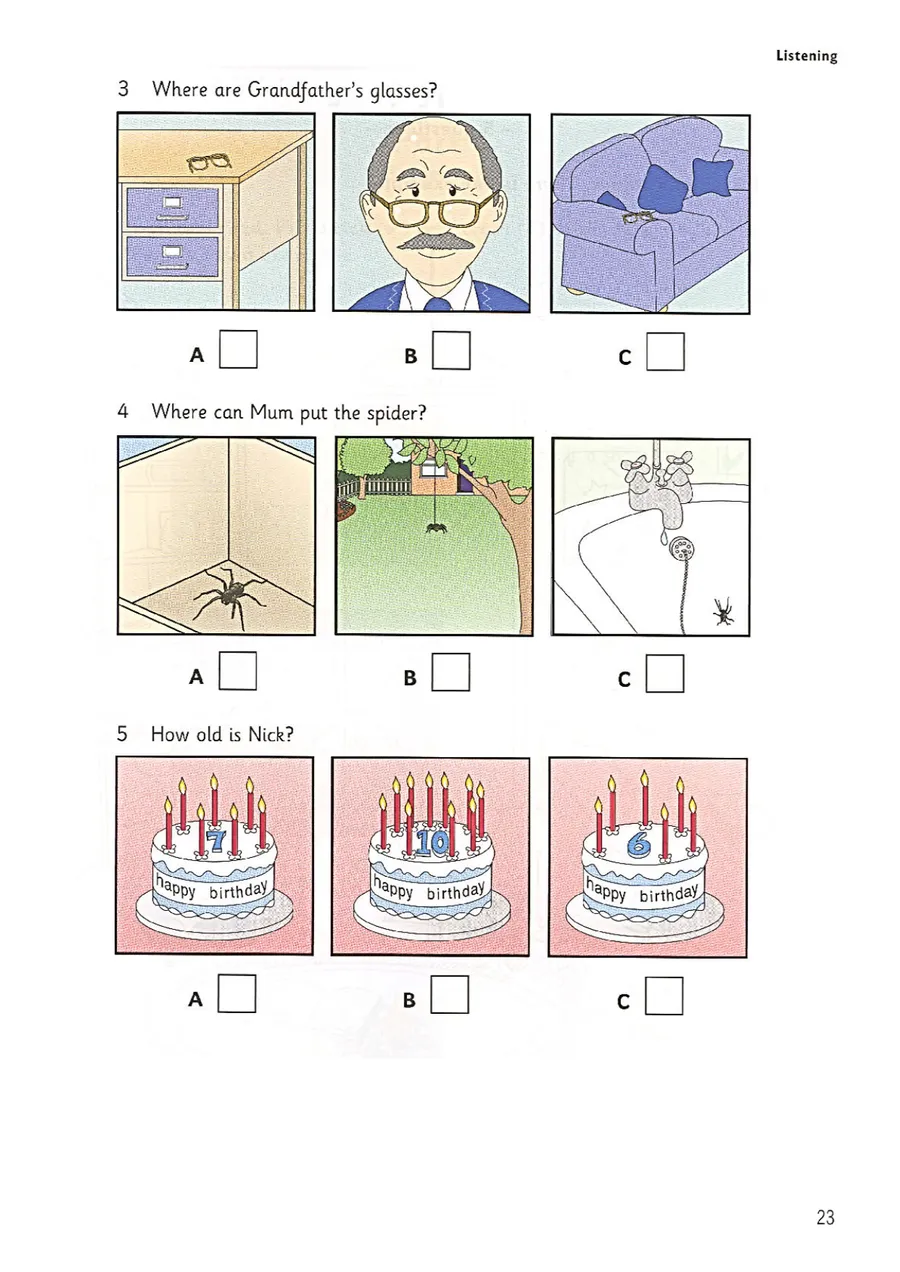 Listening
3 Where are Grandfather's glasses?
A B C
4 Where can Mum put the spider?
A B C
5 How old is Nick?
7 10 6
happy birthday happy birthday happy birthday
A B C
23